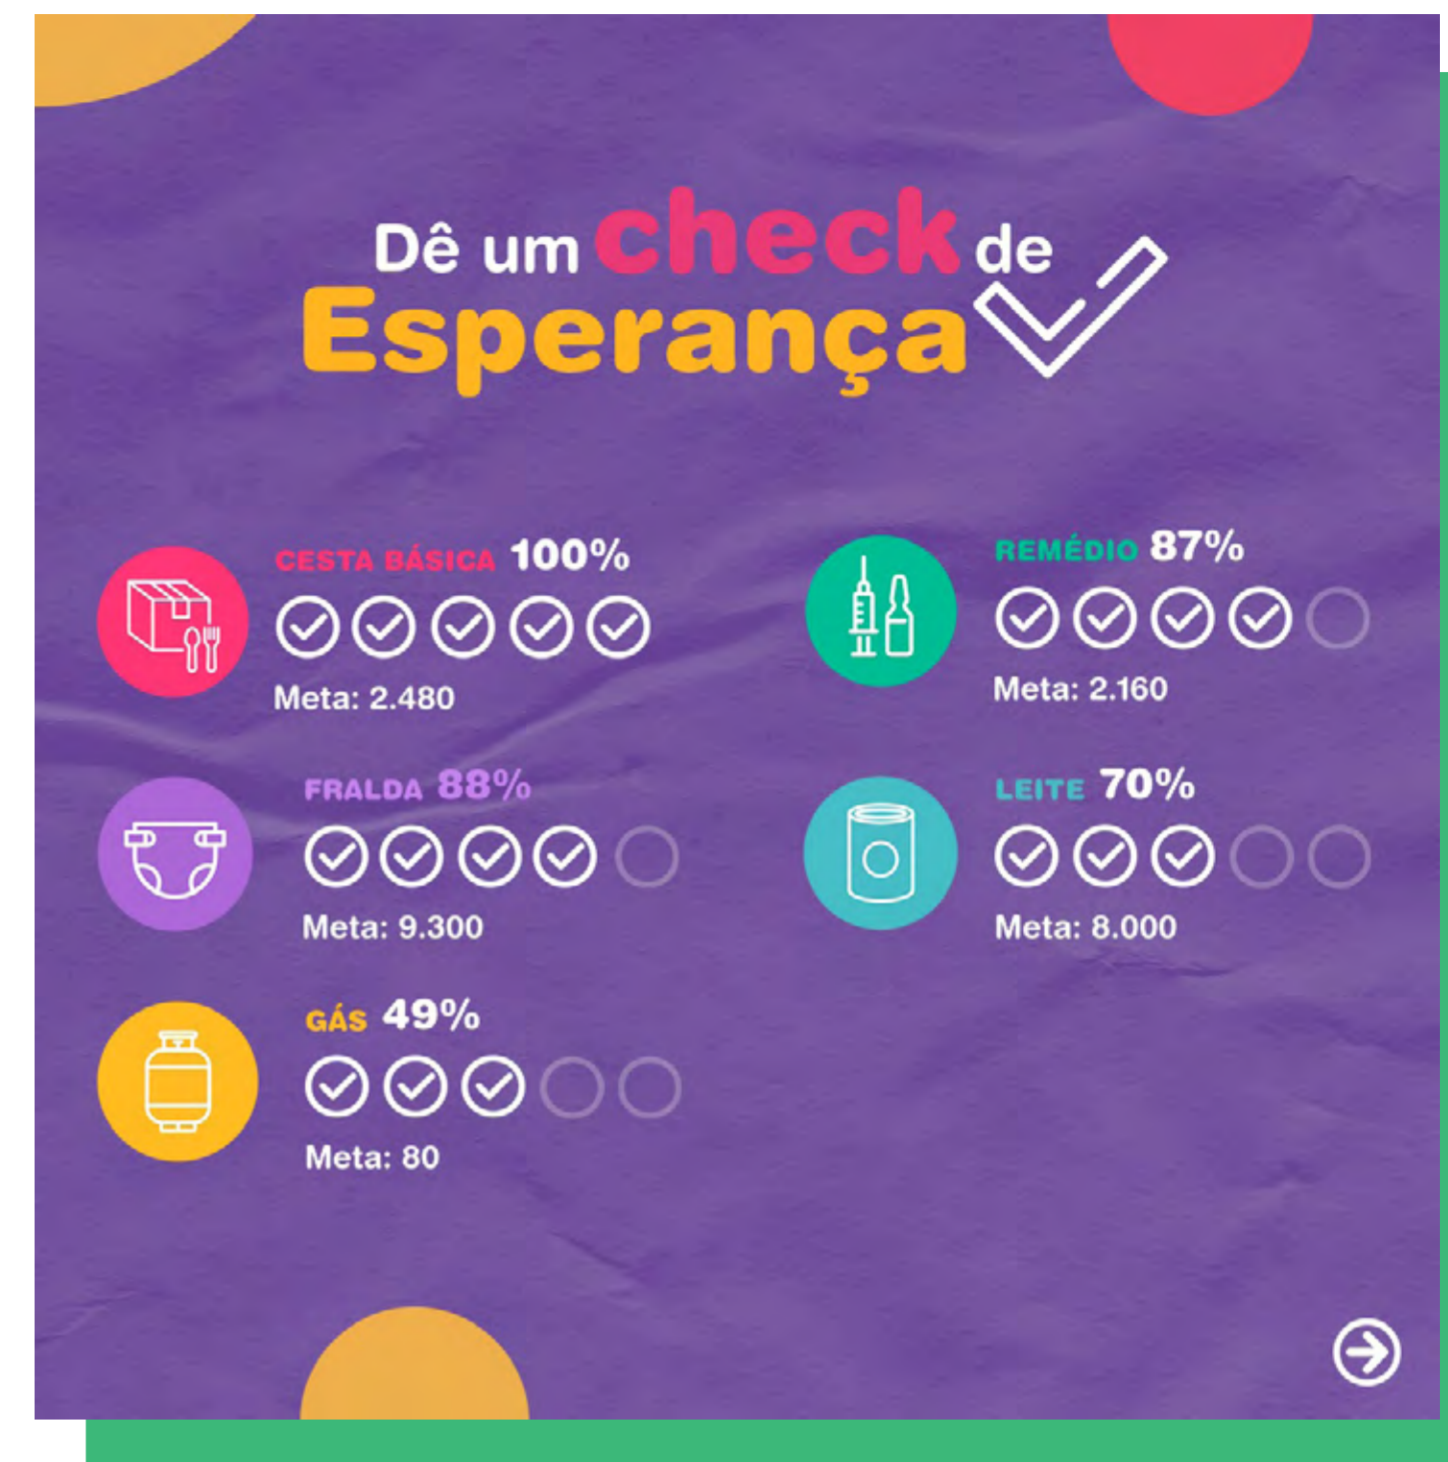 Dê um check de
Esperança
CESTA BÁSICA 100%
Meta: 2.480
REMÉDIO 87%
Meta: 2.160
FRALDA 88%
Meta: 9.300
LEITE 70%
Meta: 8.000
GÁS 49%
Meta: 80